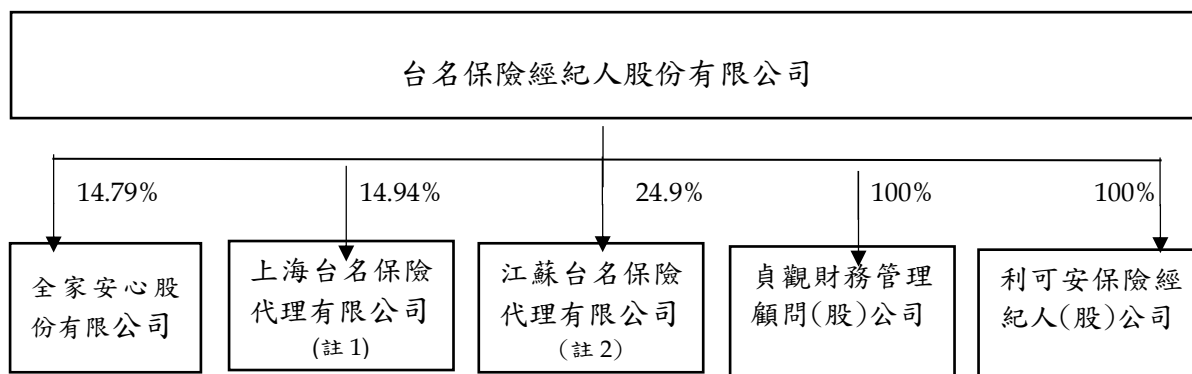 台名保險經紀人股份有限公司
14.79%
14.94%
24.9%
100%
100%
全家安心股
份有限公司
上海台名保險
代理有限公司
(註 1)
江蘇台名保險
代理有限公司
（註 2）
貞觀財務管理
顧問(股)公司
利可安保險經
紀人(股)公司